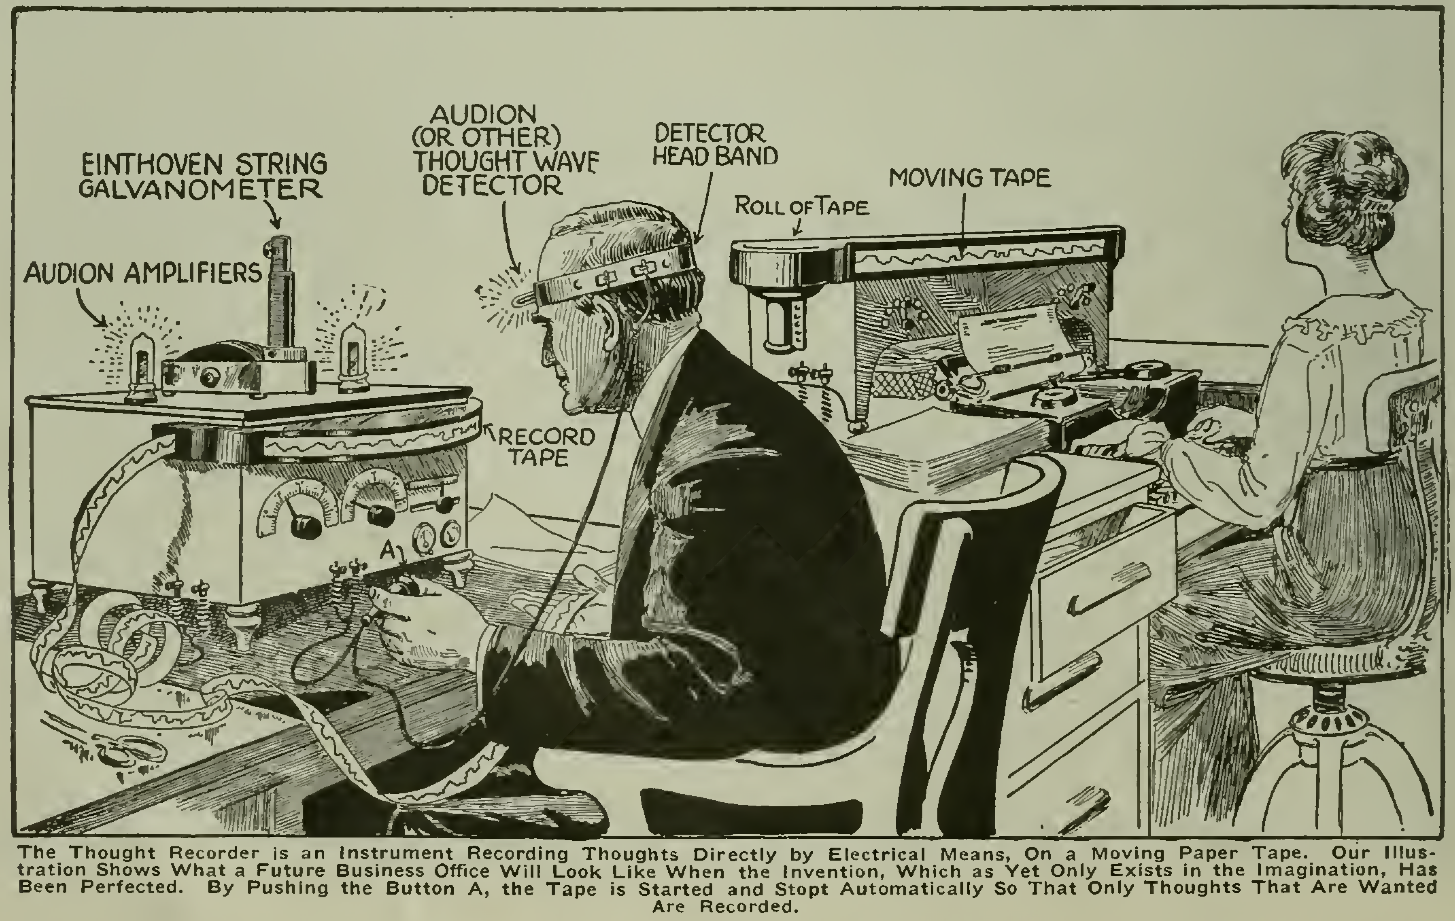 AUDION
(OR OTHER)
THOUGHT WAVE
DETECTOR
DETECTOR
HEAD BAND
EINTHOVEN STRING
GALVANOMETER
MOVING TAPE
ROLL OF TAPE
AUDION AMPLIFIERS
RECORD
TAPE
A
The Thought Recorder is an Instrument Recording Thoughts Directly by Electrical Means, On a Moving Paper Tape. Our Illus-
tration Shows What a Future Business Office Will Look Like When the Invention, Which as Yet Only Exists in the Imagination, Has
Been Perfected. By Pushing the Button A, the Tape is Started and Stopt Automatically So That Only Thoughts That Are Wanted
Are Recorded.